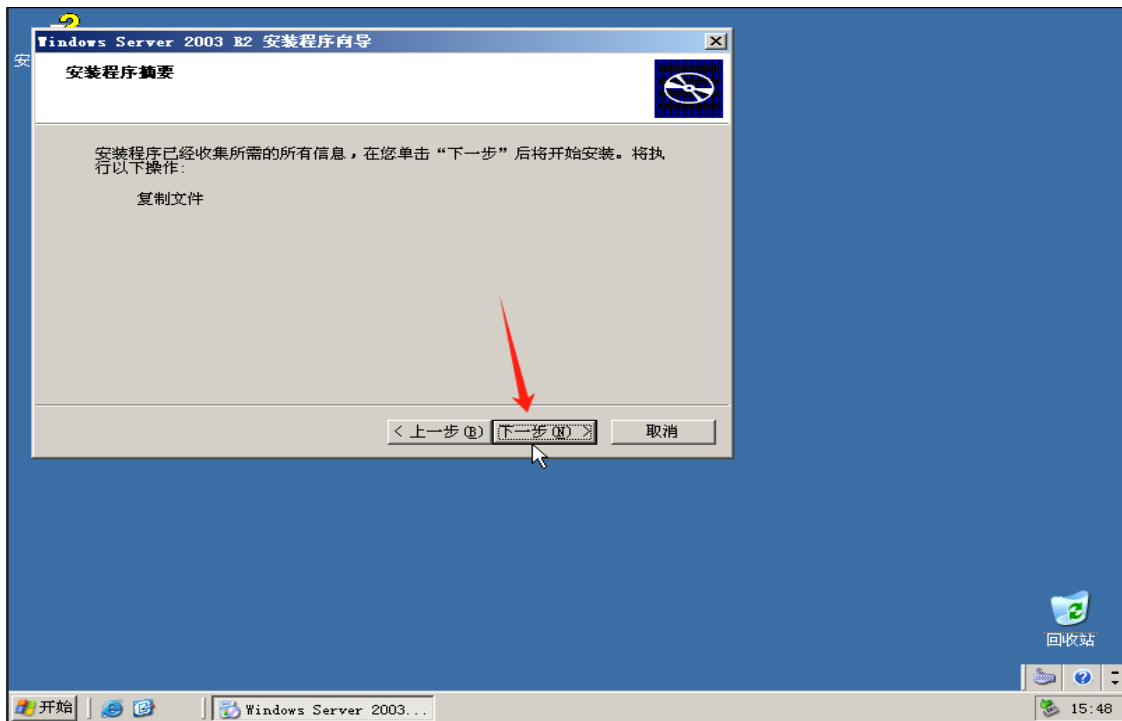 安
Windows Server 2003 R2 安装程序向导
安装程序摘要
安装程序已经收集所需的所有信息，在您单击“下一步”后将开始安装。将执
行以下操作:
复制文件
< 上一步(B)
下一步(N) >
取消
回收站
开始
Windows Server 2003...
15:48